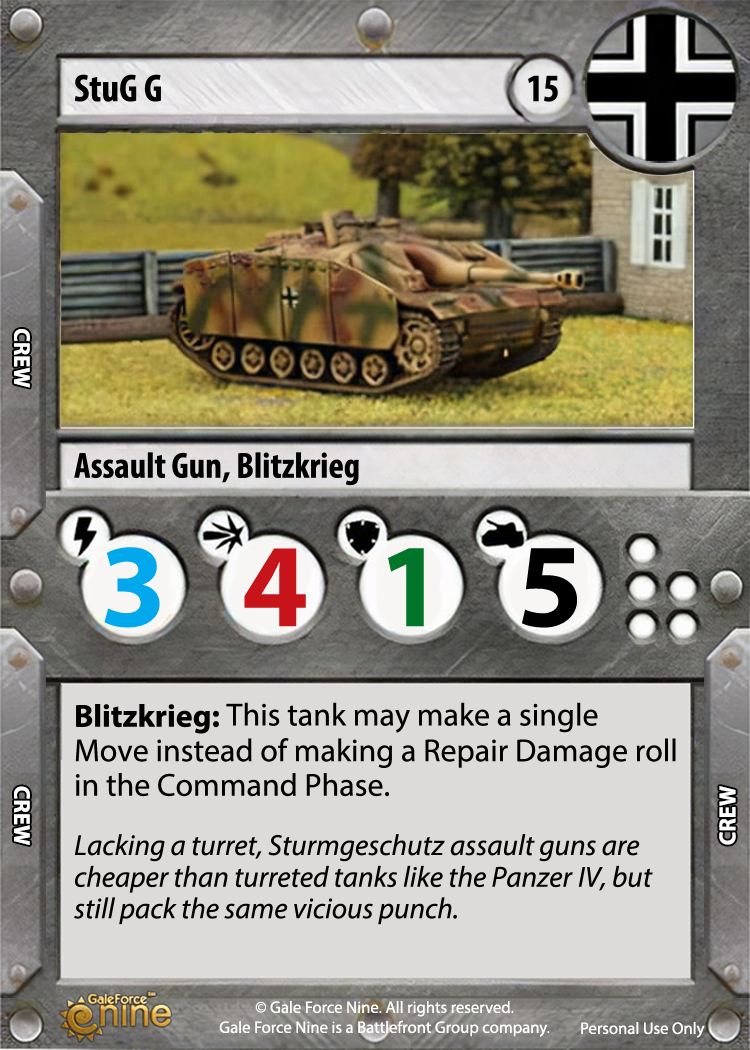 StuG G
15
CREW
Assault Gun, Blitzkrieg
3 4 1 5
Blitzkrieg: This tank may make a single
Move instead of making a Repair Damage roll
in the Command Phase.
CREW
CREW
Lacking a turret, Sturmgeschutz assault guns are
cheaper than turreted tanks like the Panzer IV, but
still pack the same vicious punch.
GaleForce™
nine
© Gale Force Nine. All rights reserved.
Gale Force Nine is a Battlefront Group company.
Personal Use Only